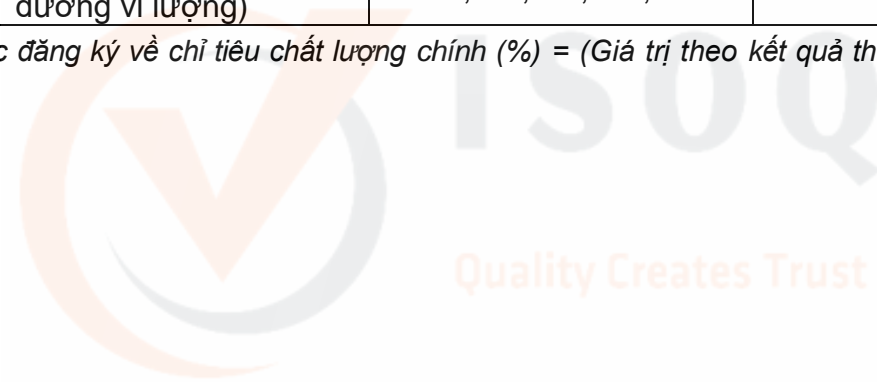 dưỡng vi lượng)
đăng ký về chỉ tiêu chất lượng chính (%) = (Giá trị theo kết quả
ISOQ
Quality Creates Trust